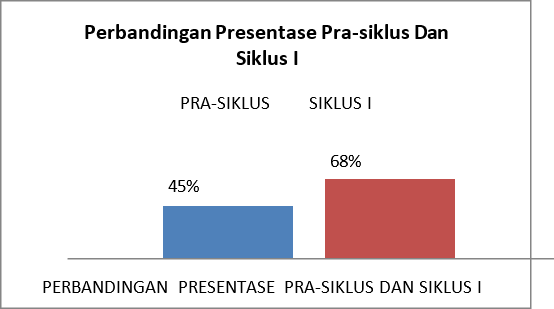 Perbandingan Presentase Pra-siklus Dan
Siklus I
PRA-SIKLUS SIKLUS I
68%
45%
PERBANDINGAN PRESENTASE PRA-SIKLUS DAN SIKLUS I